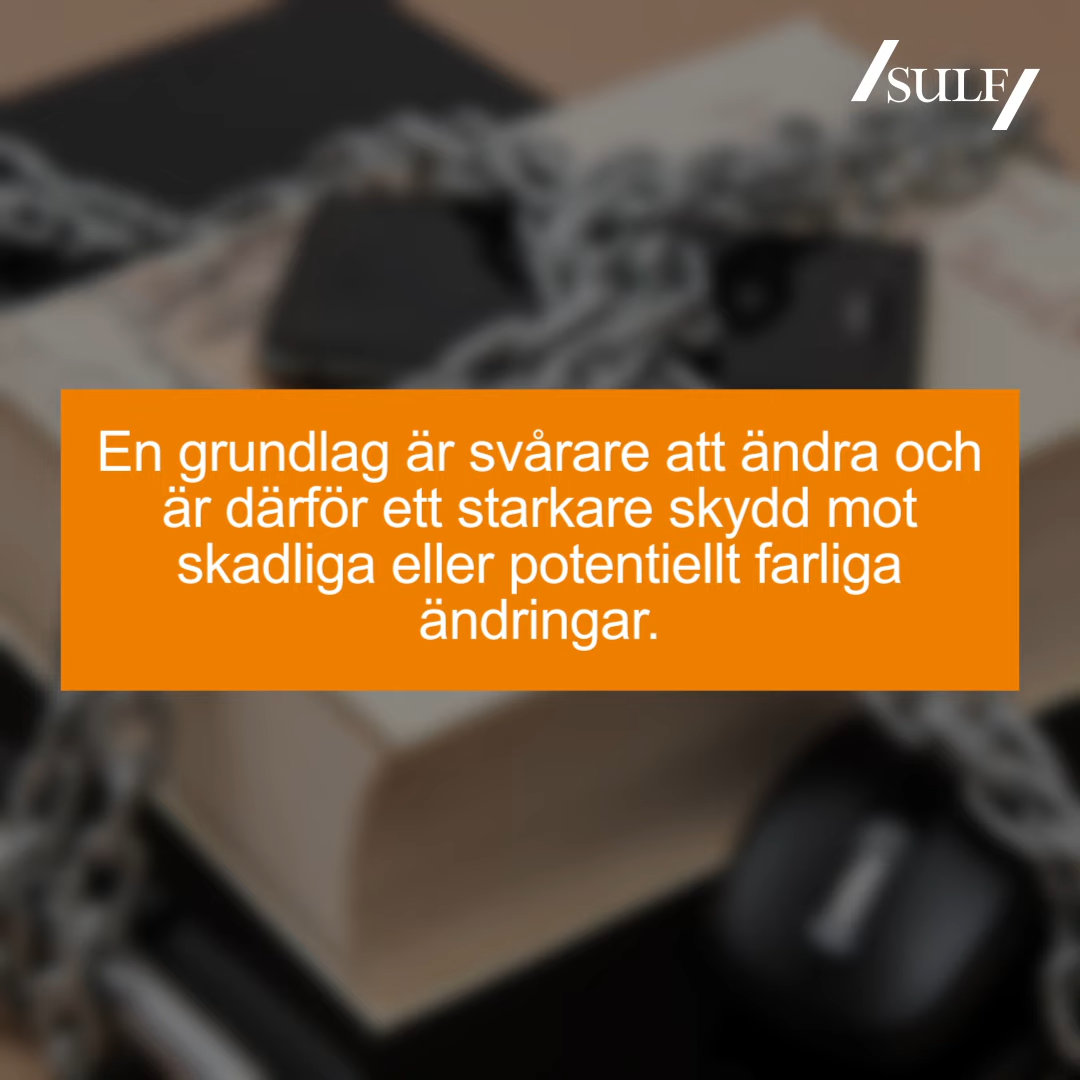 /SULF/
En grundlag är svårare att ändra och
är därför ett starkare skydd mot
skadliga eller potentiellt farliga
ändringar.